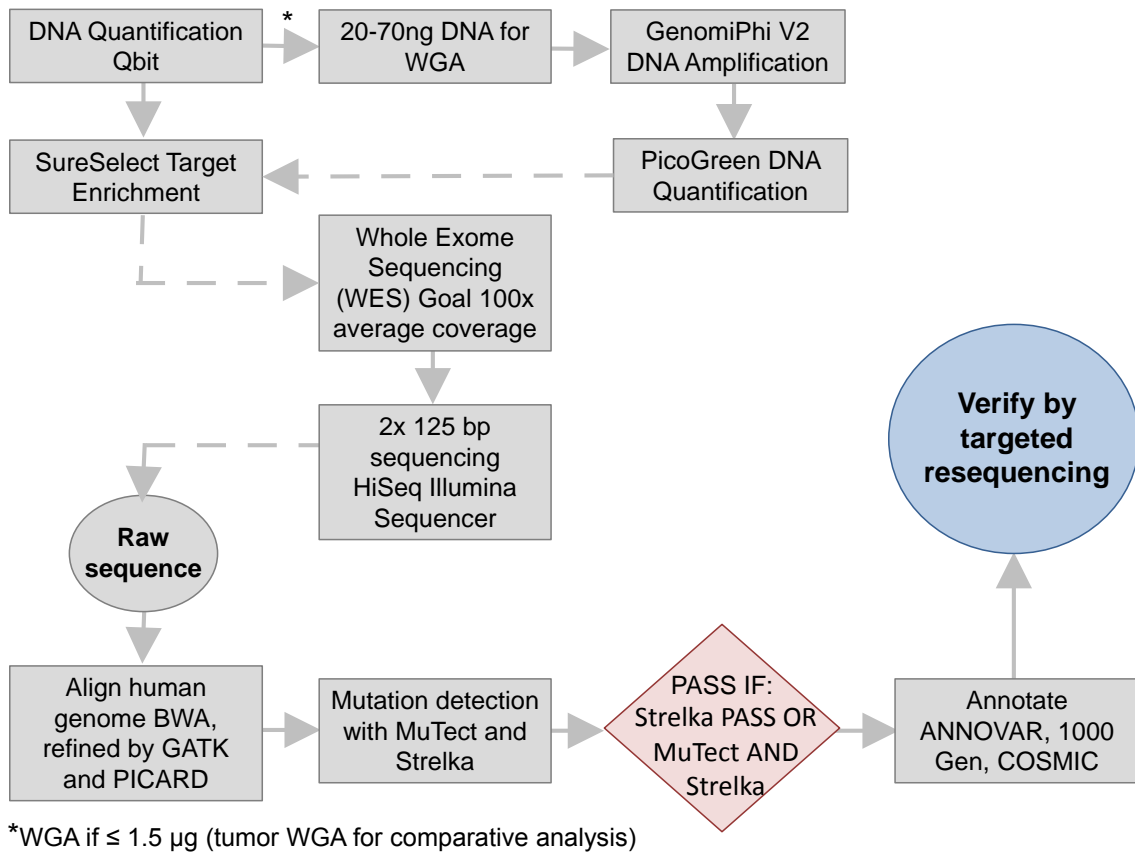 DNA Quantification
Qbit
*
20-70ng DNA for
WGA
GenomiPhi V2
DNA Amplification
SureSelect Target
Enrichment
PicoGreen DNA
Quantification
Whole Exome
Sequencing
(WES) Goal 100x
average coverage
2x 125 bp
sequencing
HiSeq Illumina
Sequencer
Verify by
targeted
resequencing
Raw
sequence
Align human
genome BWA,
refined by GATK
and PICARD
Mutation detection
with MuTect and
Strelka
PASS IF:
Strelka PASS OR
MuTect AND
Strelka
Annotate
ANNOVAR, 1000
Gen, COSMIC
*WGA if ≤ 1.5 µg (tumor WGA for comparative analysis)